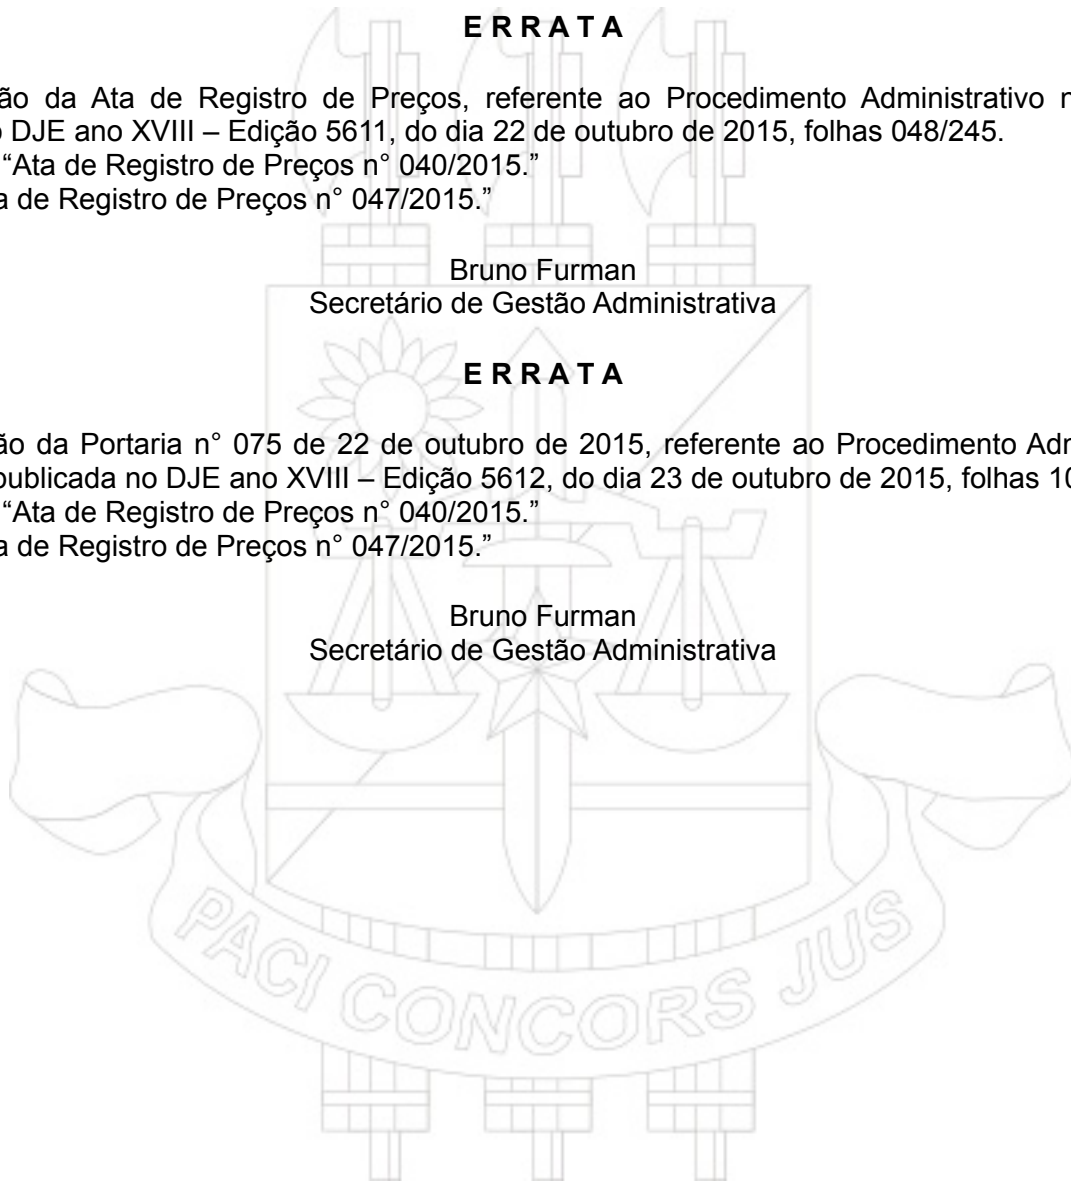 E R R A T A
ão da Ata de Registro de Preços, referente ao Procedimento Administrativo n
o DJE ano XVIII – Edição 5611, do dia 22 de outubro de 2015, folhas 048/245.
“Ata de Registro de Preços n° 040/2015.”
a de Registro de Preços n° 047/2015.”
Bruno Furman
Secretário de Gestão Administrativa
E R R A T A
ão da Portaria n° 075 de 22 de outubro de 2015, referente ao Procedimento Adm
publicada no DJE ano XVIII – Edição 5612, do dia 23 de outubro de 2015, folhas 10
“Ata de Registro de Preços n° 040/2015.”
a de Registro de Preços n° 047/2015.”
Bruno Furman
Secretário de Gestão Administrativa
PACI CONCORS JUS